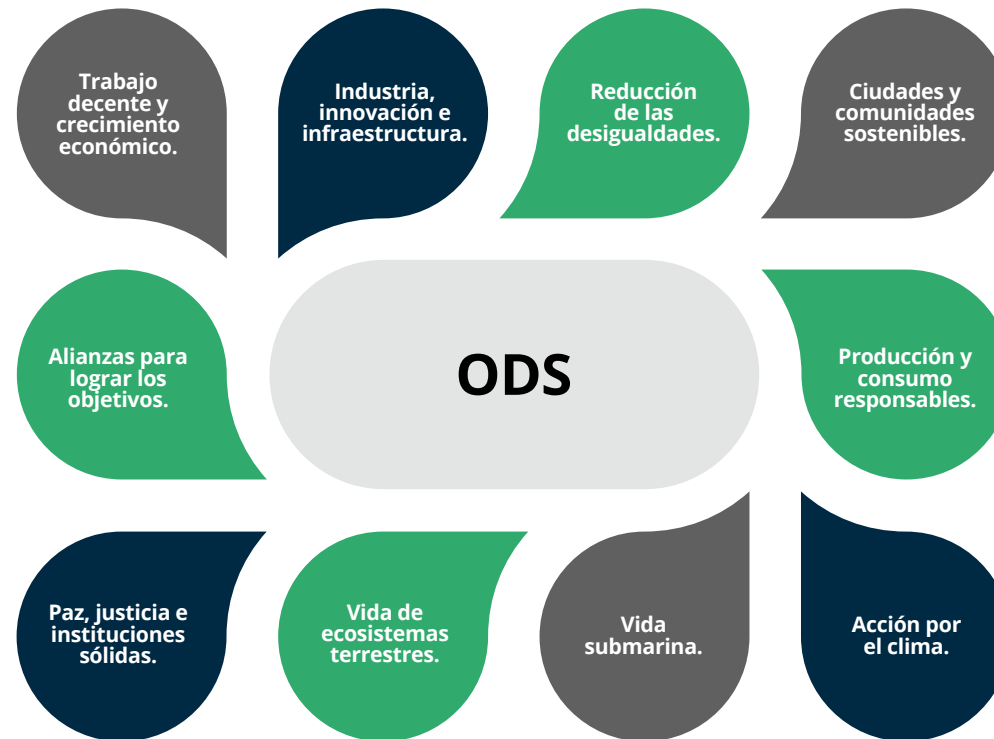 Trabajo
decente y
crecimiento
económico.
Industria,
innovación e
infraestructura.
Reducción
de las
desigualdades.
Ciudades y
comunidades
sostenibles.
Alianzas para
lograr los
objetivos.
ODS
Producción y
consumo
responsables.
Paz, justicia e
instituciones
sólidas.
Vida de
ecosistemas
terrestres.
Vida
submarina.
Acción por
el clima.